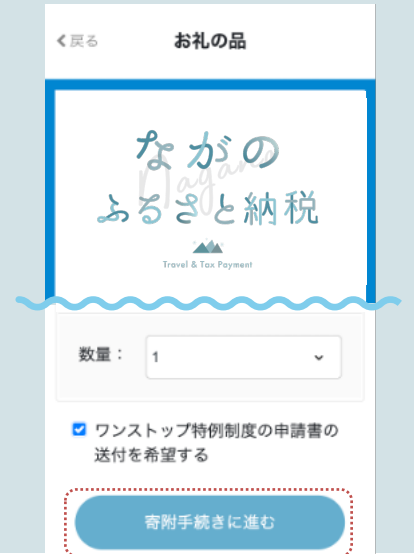 戻る
お礼の品
ながの
Nagano
ふるさと納税
Travel & Tax Payment
数量：
1
ワンストップ特例制度の申請書の
送付を希望する
寄附手続きに進む